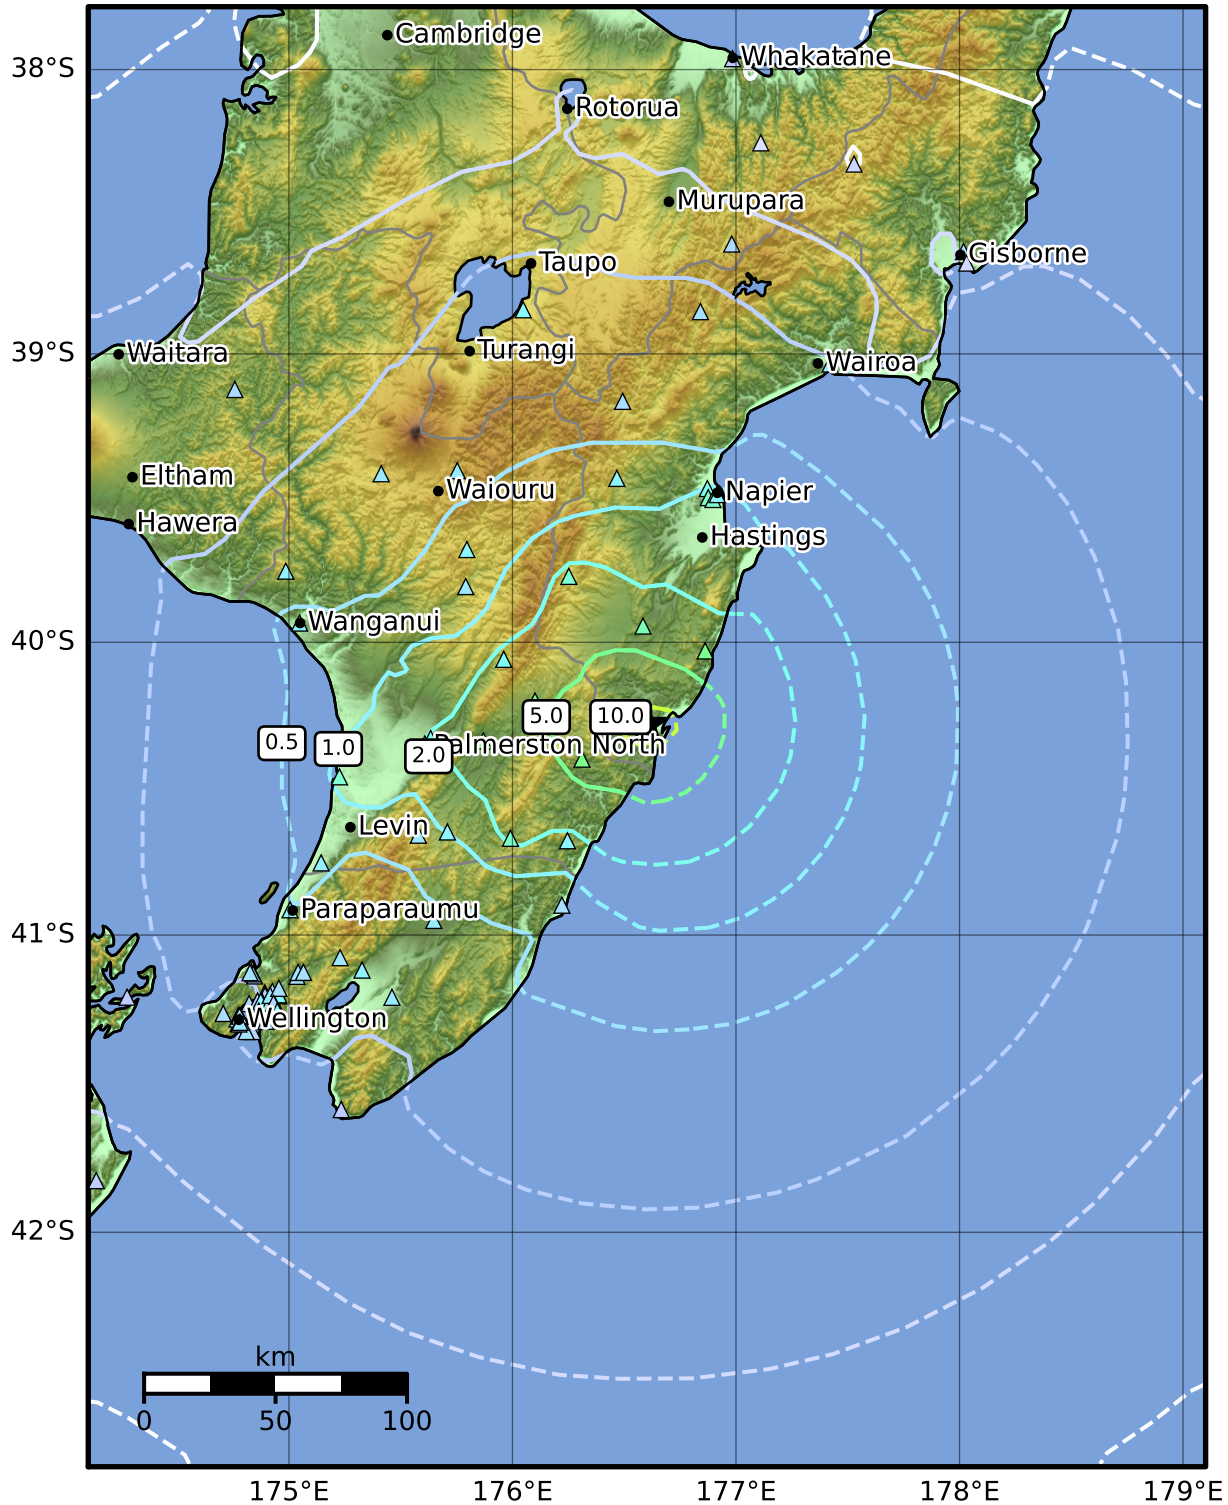 Cambridge
Whakatane
38°S
Rotorua
Murupara
Gisborne
Taupo
Turangi
39°S
Waitara
Wairoa
Eltham
Waiouru
Napier
Hawera
Hastings
Wanganui
40°S
5.0
10.0
0.5
1.0
2.0
Palmerston North
Levin
Paraparaumu
41°S
Wellington
42°S
km
0
50
100
175°E
176°E
177°E
178°E
179°E